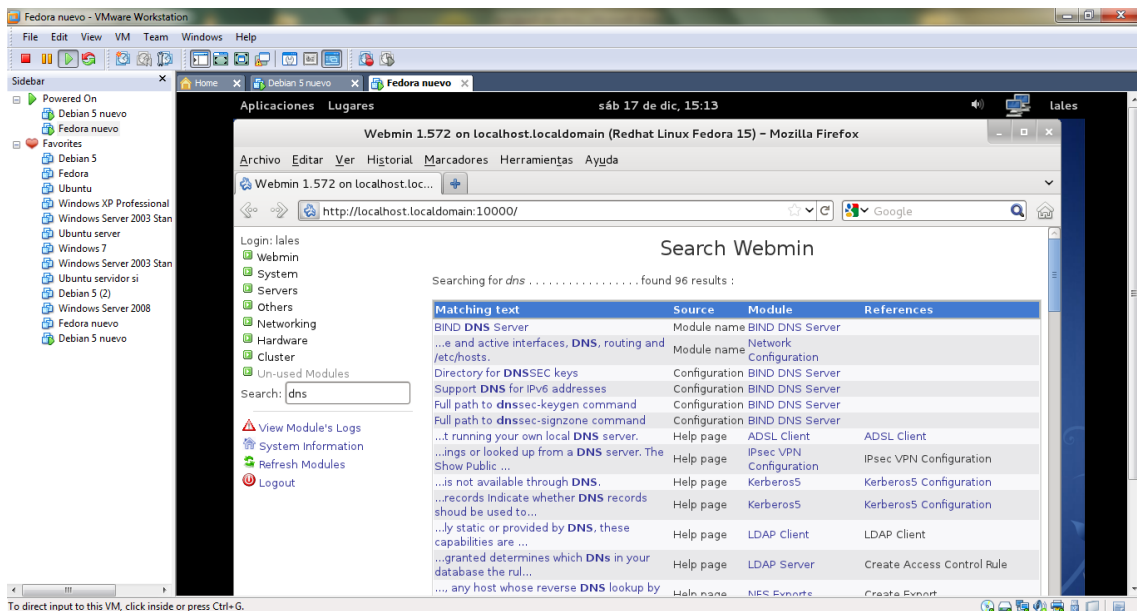 Fedora nuevo - VMware Workstation
File Edit View VM Team Windows Help
Sidebar
Powered On
Debian 5 nuevo
Fedora nuevo
Favorites
Debian 5
Fedora
Ubuntu
Windows XP Professional
Windows Server 2003 Stan
Ubuntu server
Windows 7
Windows Server 2003 Stan
Ubuntu servidor si
Debian 5 (2)
Windows Server 2008
Fedora nuevo
Debian 5 nuevo
Home Debian 5 nuevo Fedora nuevo
Aplicaciones Lugares sáb 17 de dic, 15:13 lales
Webmin 1.572 on localhost.localdomain (Redhat Linux Fedora 15) – Mozilla Firefox
Archivo Editar Ver Historial Marcadores Herramientas Ayuda
Webmin 1.572 on localhost.loc...
http://localhost.localdomain:10000/ Google
Login: lales
Webmin
System
Servers
Others
Networking
Hardware
Cluster
Un-used Modules
Search: dns
View Module's Logs
System Information
Refresh Modules
Logout
Search Webmin
Searching for dns . . . . . . . . . . . . . . . . . found 96 results :
Matching text Source Module References
BIND DNS Server Module name BIND DNS Server
...e and active interfaces, DNS, routing and Module name Network
/etc/hosts. Configuration
Directory for DNSSEC keys Configuration BIND DNS Server
Support DNS for IPv6 addresses Configuration BIND DNS Server
Full path to dnssec-keygen command Configuration BIND DNS Server
Full path to dnssec-signzone command Configuration BIND DNS Server
...t running your own local DNS server. Help page ADSL Client ADSL Client
...ings or looked up from a DNS server. The Help page IPsec VPN IPsec VPN Configuration
Show Public ... Configuration
...is not available through DNS. Help page Kerberos5 Kerberos5 Configuration
...records Indicate whether DNS records Help page Kerberos5 Kerberos5 Configuration
shoud be used to...
...ly static or provided by DNS, these Help page LDAP Client LDAP Client
capabilities are ...
...granted determines which DNs in your Help page LDAP Server Create Access Control Rule
database the rul...
..., any host whose reverse DNS lookup by Help page NFS Exports Create Export
To direct input to this VM, click inside or press Ctrl+G.